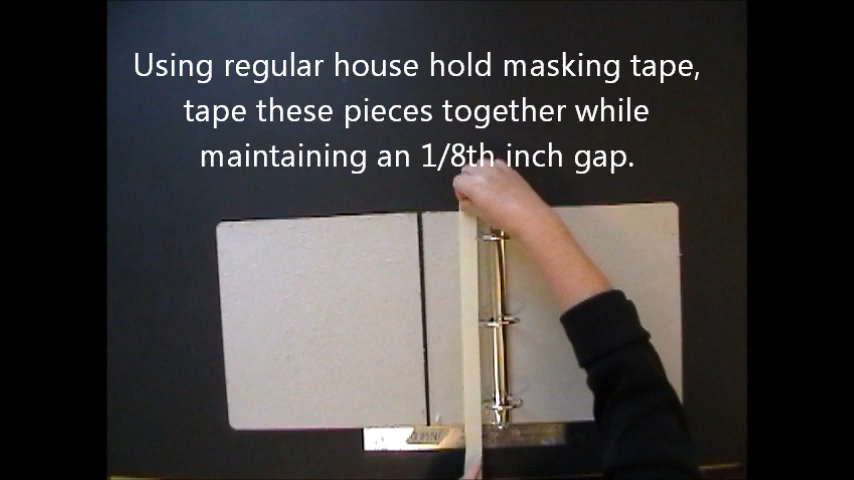 Using regular house hold masking tape,
tape these pieces together while
maintaining an 1/8th inch gap.